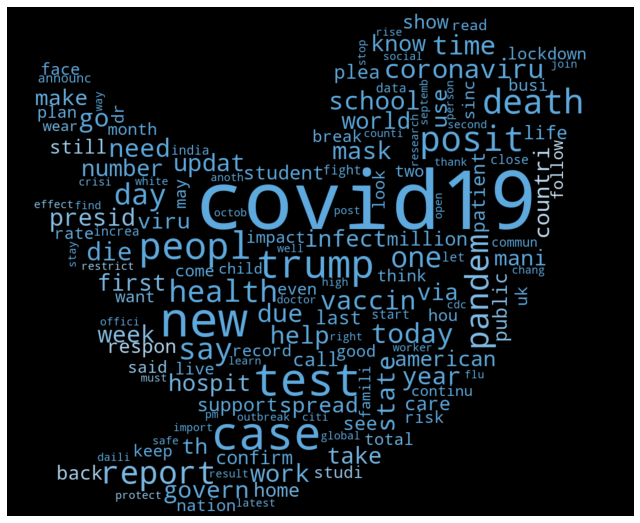 show read
face know time lockdown
announc rise stop social join
make way plea coronaviru
plan go dr data busi
wear month school use sinc septemb person death
still need india world break counti research posit second life
number updat student fight mask thank close
crisi anoth two follow
effect find white may day octob covid19 look patient countri
presid viru post open
rate increa peopl impact infect million one commun
stay die well trump let mani
restrict come child even think pandem chang
first health high vaccin via public uk
want doctor cdc
new due last start hou
offici week help right today
respon say record call good worker american
said live learn test famili state year flu
must hospit continu
import support spread see care
pm outbreak citi risk
safe case global total
daili keep th confirm take
back report result work studi
protect govern home
nation latest